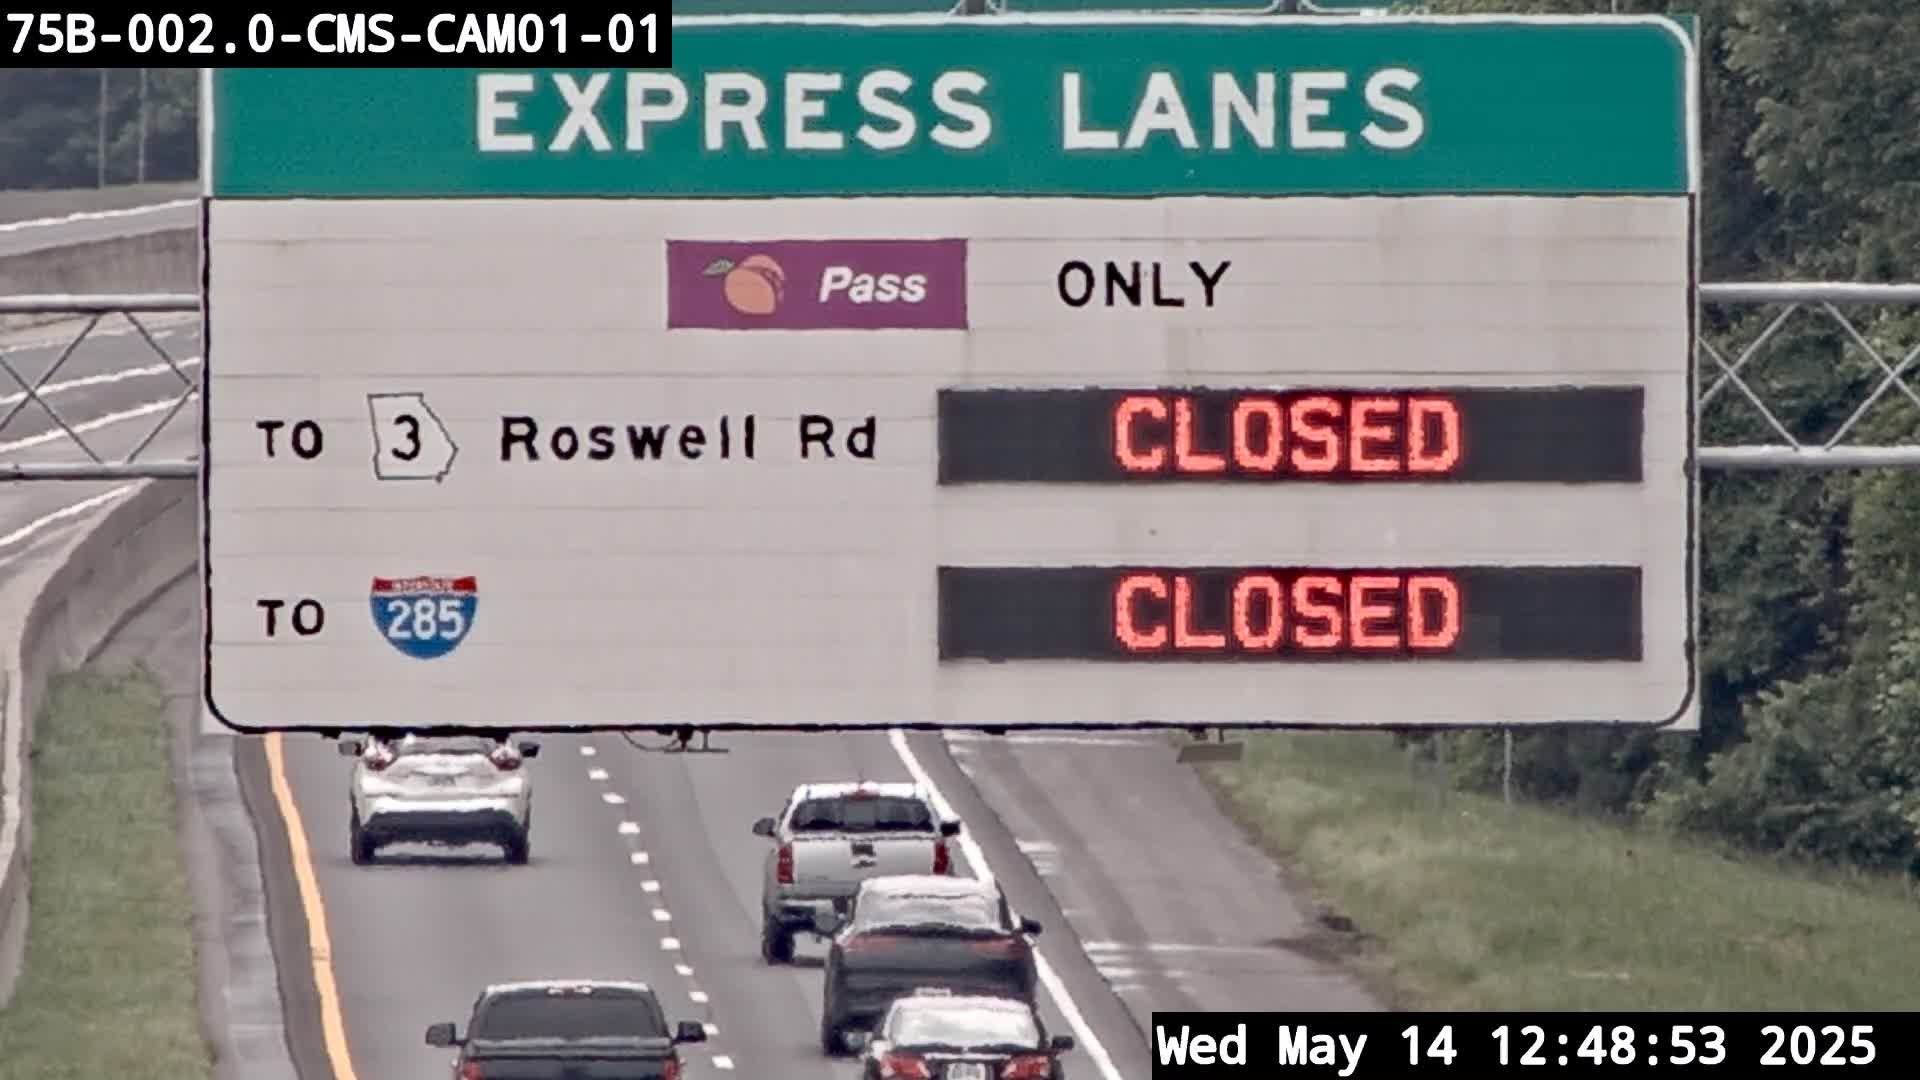 75B-002.0-CMS-CAM01-01
EXPRESS LANES
Pass ONLY
TO 3 Roswell Rd CLOSED
TO INTERSTATE 285 CLOSED
Wed May 14 12:48:53 2025